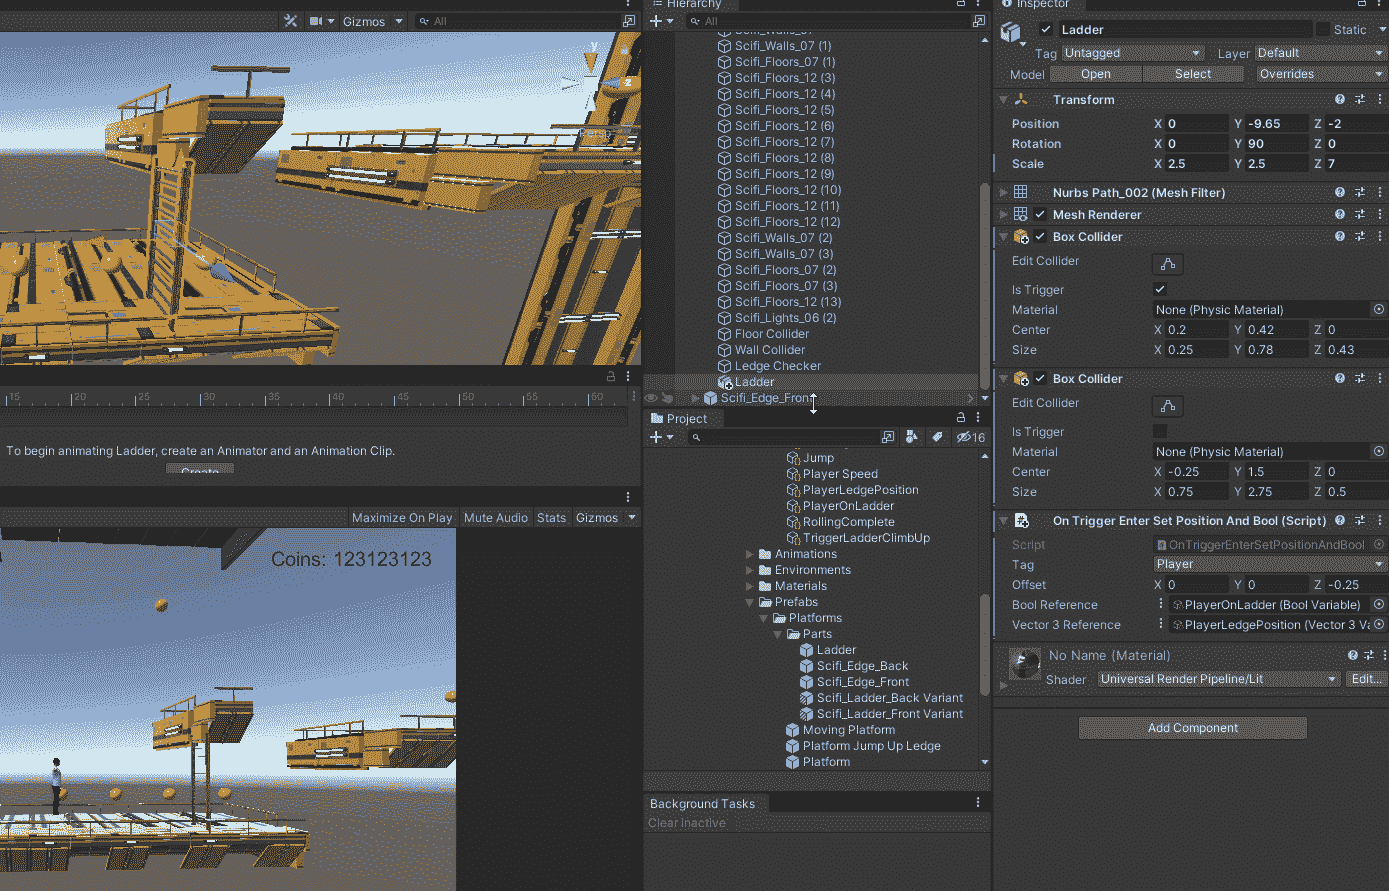 Gizmos
All
y
z
Persp
15
20
25
30
35
40
45
50
55
60
To begin animating Ladder, create an Animator and an Animation Clip.
Create
Maximize On Play
Mute Audio
Stats
Gizmos
Coins: 123123123
Hierarchy
All
Scifi_Walls_07 (1)
Scifi_Floors_07 (1)
Scifi_Floors_12 (3)
Scifi_Floors_12 (4)
Scifi_Floors_12 (5)
Scifi_Floors_12 (6)
Scifi_Floors_12 (7)
Scifi_Floors_12 (8)
Scifi_Floors_12 (9)
Scifi_Floors_12 (10)
Scifi_Floors_12 (11)
Scifi_Floors_12 (12)
Scifi_Walls_07 (2)
Scifi_Walls_07 (3)
Scifi_Floors_07 (2)
Scifi_Floors_07 (3)
Scifi_Floors_12 (13)
Scifi_Lights_06 (2)
Floor Collider
Wall Collider
Ledge Checker
Ladder
Scifi_Edge_Front
Project
16
Jump
Player Speed
PlayerLedgePosition
PlayerOnLadder
RollingComplete
TriggerLadderClimbUp
Animations
Environments
Materials
Prefabs
Platforms
Parts
Ladder
Scifi_Edge_Back
Scifi_Edge_Front
Scifi_Ladder_Back Variant
Scifi_Ladder_Front Variant
Moving Platform
Platform Jump Up Ledge
Platform
Background Tasks
Clear inactive
Inspector
Ladder Static
Tag Untagged Layer Default
Model Open Select Overrides
Transform
Position X 0 Y -9.65 Z -2
Rotation X 0 Y 90 Z 0
Scale X 2.5 Y 2.5 Z 7
Nurbs Path_002 (Mesh Filter)
Mesh Renderer
Box Collider
Edit Collider
Is Trigger
Material None (Physic Material)
Center X 0.2 Y 0.42 Z 0
Size X 0.25 Y 0.78 Z 0.43
Box Collider
Edit Collider
Is Trigger
Material None (Physic Material)
Center X -0.25 Y 1.5 Z 0
Size X 0.75 Y 2.75 Z 0.5
On Trigger Enter Set Position And Bool (Script)
Script OnTriggerEnterSetPositionAndBool
Tag Player
Offset X 0 Y 0 Z -0.25
Bool Reference PlayerOnLadder (Bool Variable)
Vector 3 Reference PlayerLedgePosition (Vector 3 Va
No Name (Material)
Shader Universal Render Pipeline/Lit Edit...
Add Component